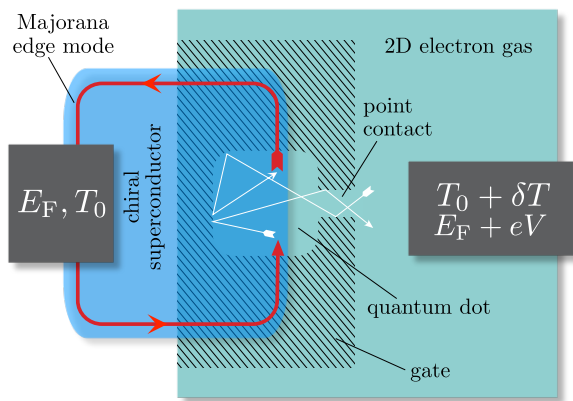 Majorana
edge mode
2D electron gas
point
contact
chiral
superconductor
E_F, T_0
T_0 + δT
E_F + eV
quantum dot
gate